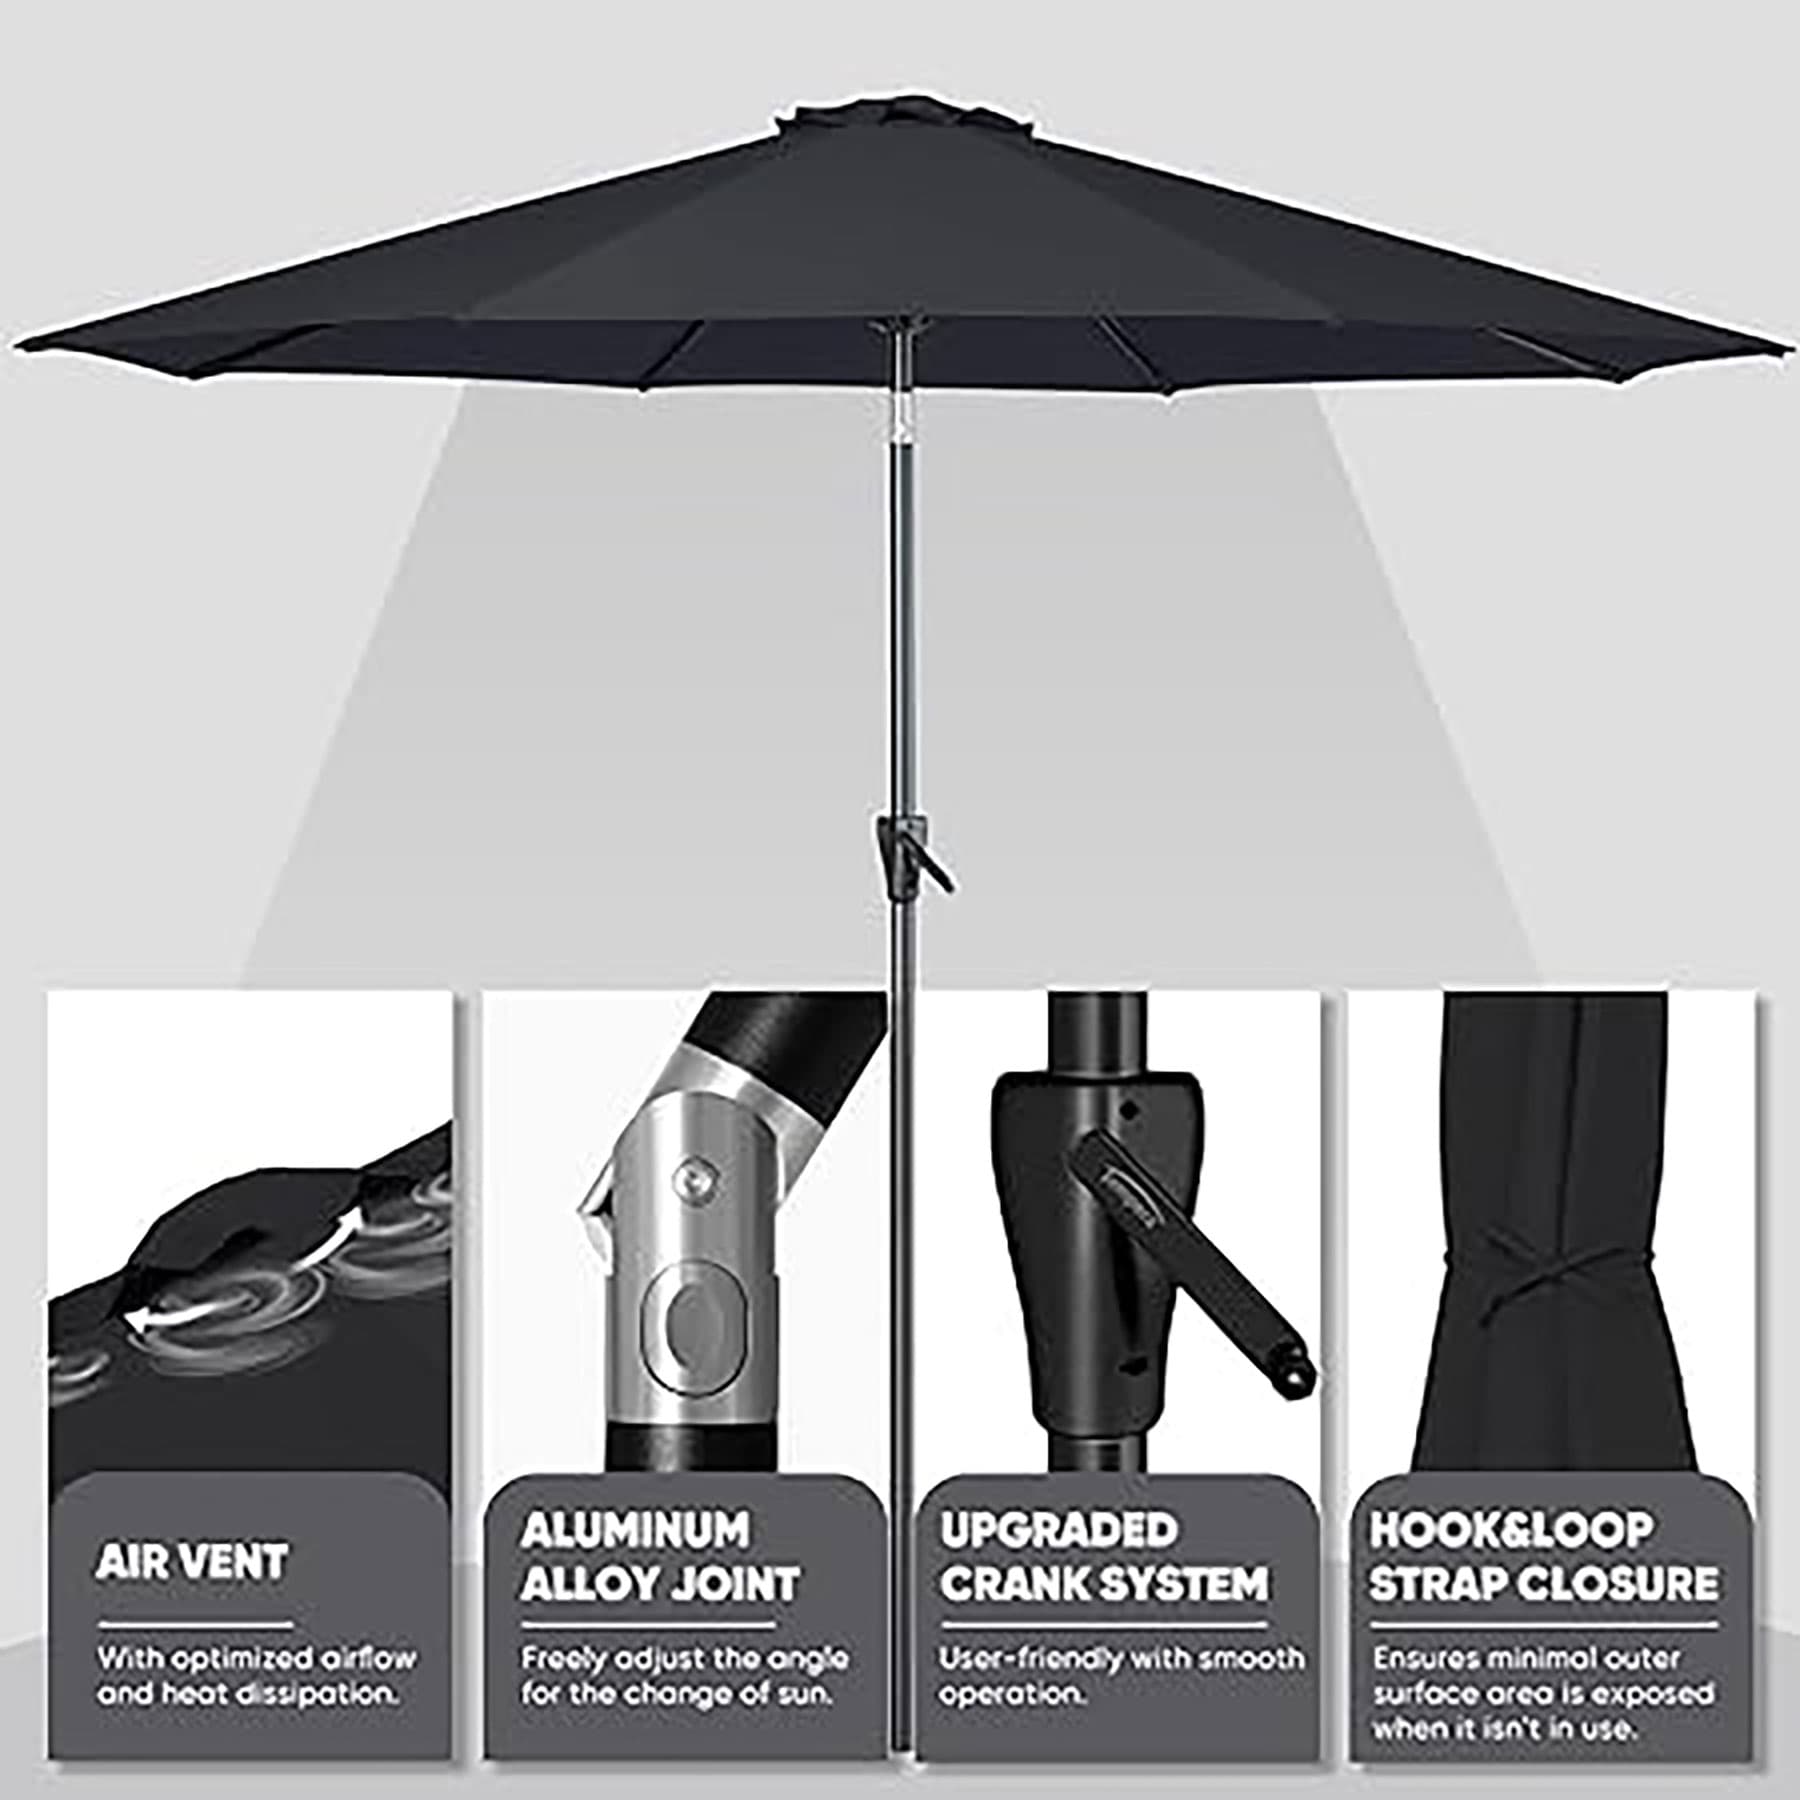 AIR VENT
With optimized airflow
and heat dissipation.
ALUMINUM
ALLOY JOINT
Freely adjust the angle
for the change of sun.
UPGRADED
CRANK SYSTEM
User-friendly with smooth
operation.
HOOK&LOOP
STRAP CLOSURE
Ensures minimal outer
surface area is exposed
when it isn't in use.